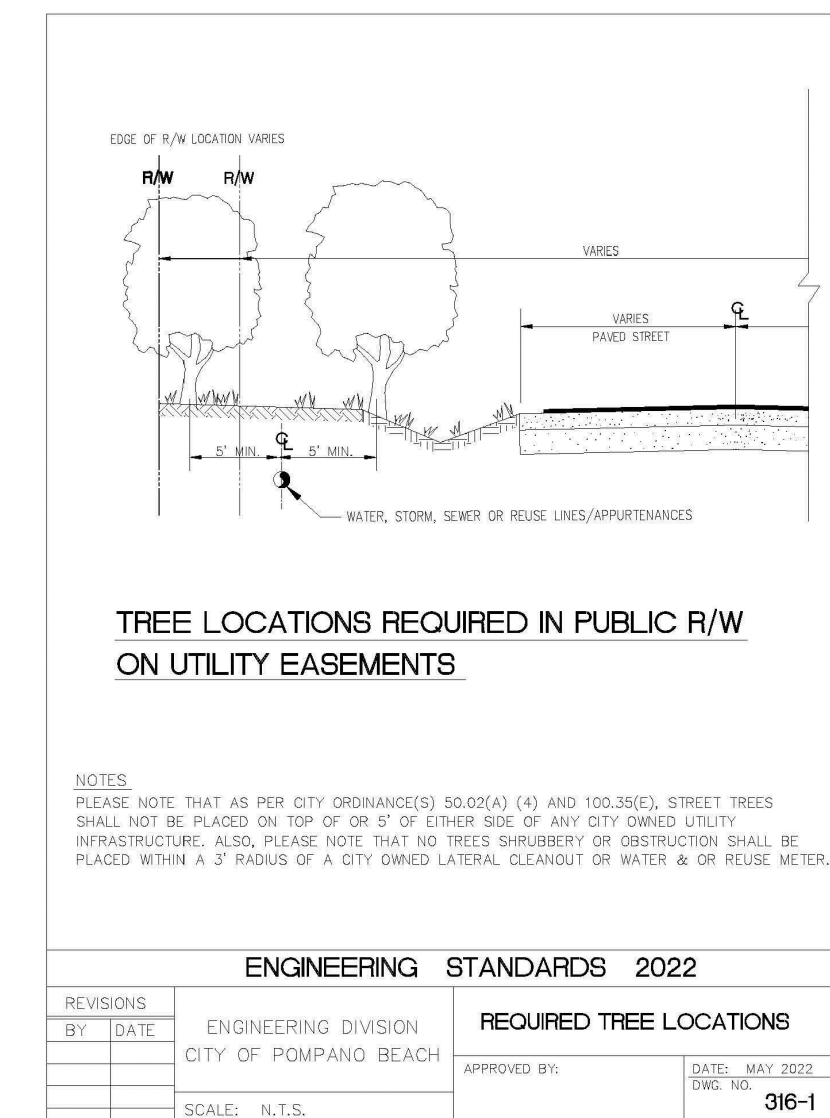 EDGE OF R/W LOCATION VARIES
R/W R/W
VARIES
VARIES
PAVED STREET
CL
CL
5' MIN. 5' MIN.
WATER, STORM, SEWER OR REUSE LINES/APPURTENANCES
TREE LOCATIONS REQUIRED IN PUBLIC R/W
ON UTILITY EASEMENTS
NOTES
PLEASE NOTE THAT AS PER CITY ORDINANCE(S) 50.02(A) (4) AND 100.35(E), STREET TREES
SHALL NOT BE PLACED ON TOP OF OR 5' OF EITHER SIDE OF ANY CITY OWNED UTILITY
INFRASTRUCTURE. ALSO, PLEASE NOTE THAT NO TREES SHRUBBERY OR OBSTRUCTION SHALL BE
PLACED WITHIN A 3' RADIUS OF A CITY OWNED LATERAL CLEANOUT OR WATER & OR REUSE METER.
ENGINEERING STANDARDS 2022
REVISIONS
BY DATE
ENGINEERING DIVISION
CITY OF POMPANO BEACH
SCALE: N.T.S.
REQUIRED TREE LOCATIONS
APPROVED BY:
DATE: MAY 2022
DWG. NO.
316-1